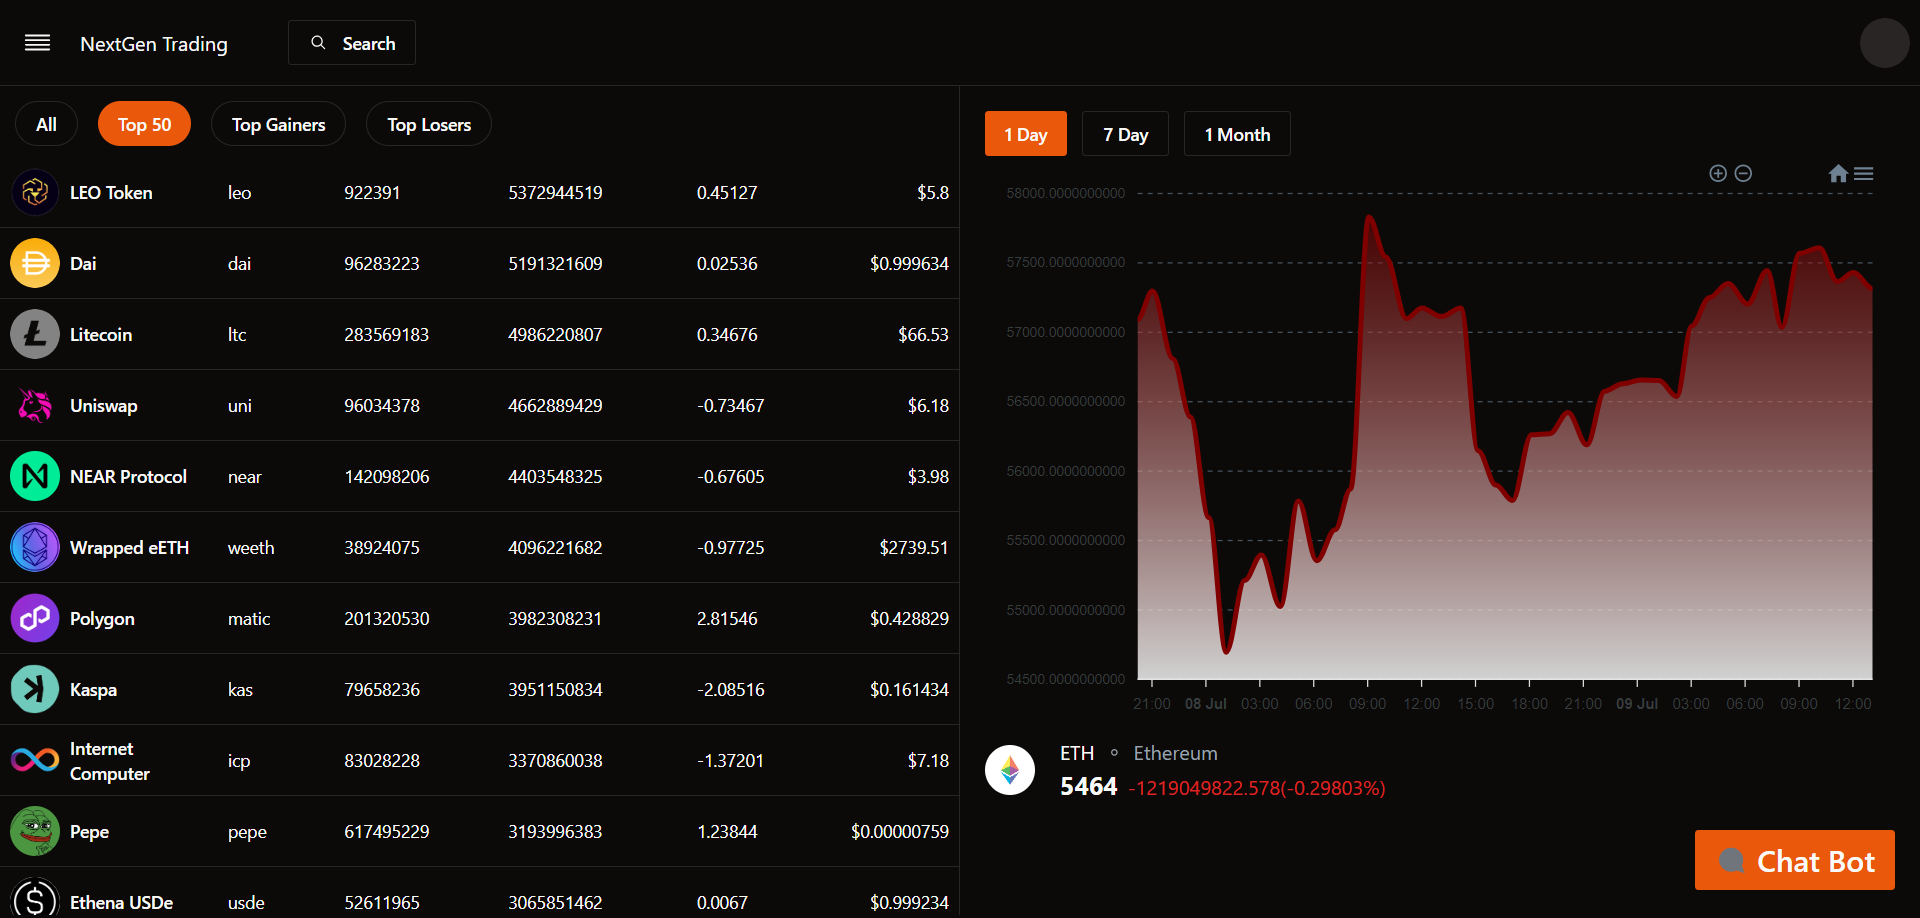 NextGen Trading
Search
All
Top 50
Top Gainers
Top Losers
LEO Token leo 922391 5372944519 0.45127 $5.8
Dai dai 96283223 5191321609 0.02536 $0.999634
Litecoin ltc 283569183 4986220807 0.34676 $66.53
Uniswap uni 96034378 4662889429 -0.73467 $6.18
NEAR Protocol near 142098206 4403548325 -0.67605 $3.98
Wrapped eETH weeth 38924075 4096221682 -0.97725 $2739.51
Polygon matic 201320530 3982308231 2.81546 $0.428829
Kaspa kas 79658236 3951150834 -2.08516 $0.161434
Internet
Computer icp 83028228 3370860038 -1.37201 $7.18
Pepe pepe 617495229 3193996383 1.23844 $0.00000759
Ethena USDe usde 52611965 3065851462 0.0067 $0.999234
1 Day
7 Day
1 Month
58000.0000000000
57500.0000000000
57000.0000000000
56500.0000000000
56000.0000000000
55500.0000000000
55000.0000000000
54500.0000000000
21:00 08 Jul 03:00 06:00 09:00 12:00 15:00 18:00 21:00 09 Jul 03:00 06:00 09:00 12:00
ETH Ethereum
5464 -1219049822.578(-0.29803%)
Chat Bot